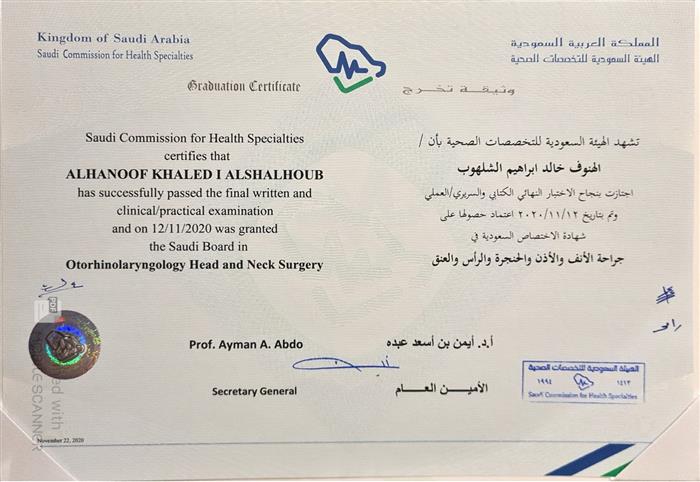 Kingdom of Saudi Arabia
Saudi Commission for Health Specialties
المملكة العربية السعودية
الهيئة السعودية للتخصصات الصحية
Graduation Certificate
وثيقة تخرج
Saudi Commission for Health Specialties
certifies that
ALHANOOF KHALED I ALSHALHOUB
has successfully passed the final written and
clinical/practical examination
and on 12/11/2020 was granted
the Saudi Board in
Otorhinolaryngology Head and Neck Surgery
تشهد الهيئة السعودية للتخصصات الصحية بأن /
الهنوف خالد ابراهيم الشلهوب
اجتازت بنجاح الاختبار النهائي الكتابي والسريري/العملي
وتم بتاريخ ٢٠٢٠/١١/١٢ اعتماد حصولها على
شهادة الاختصاص السعودية في
جراحة الأنف والأذن والحنجرة والرأس والعنق
Prof. Ayman A. Abdo
أ.د. أيمن بن أسعد عبده
Secretary General
الأمين العام
الهيئة السعودية للتخصصات الصحية
١٩٩٤ ١٤١٣
Saudi Commission for Health Specialties
November 22, 2020
PDF